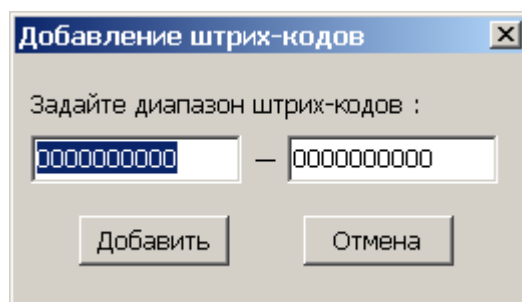 Добавление штрих-кодов
Задайте диапазон штрих-кодов :
0000000000 — 0000000000
Добавить Отмена